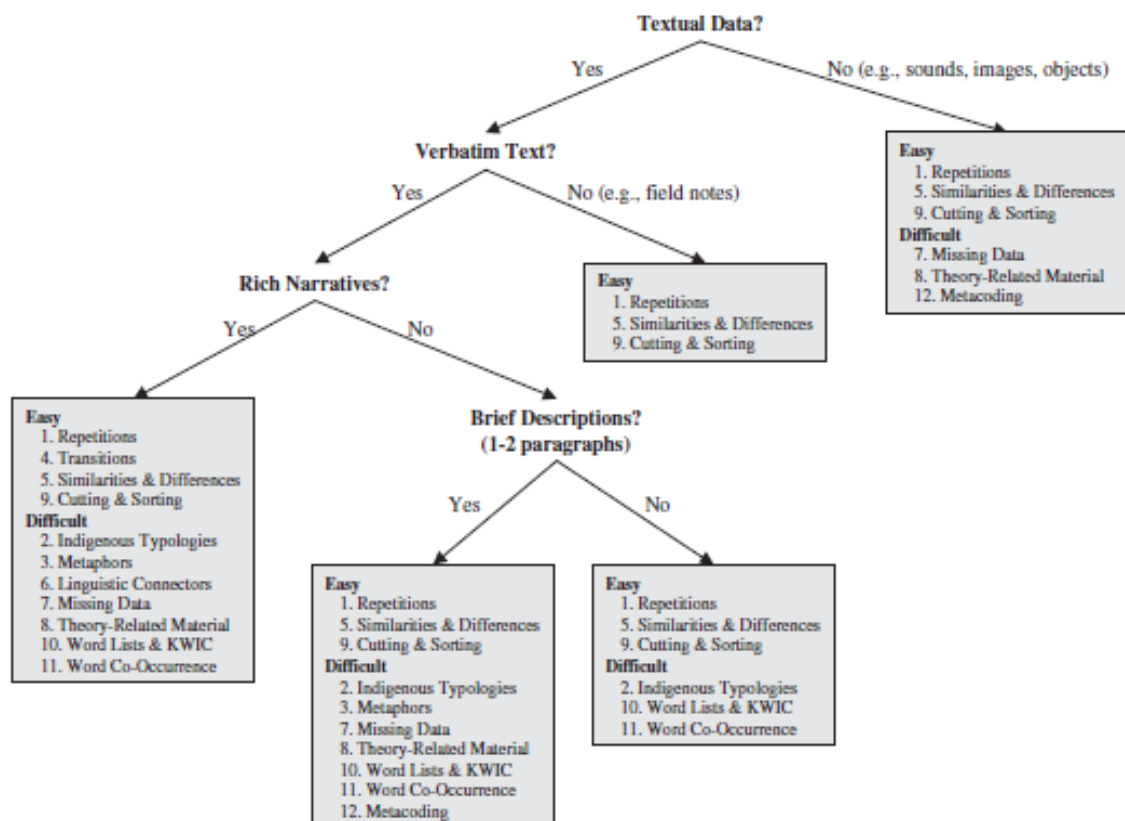 Textual Data?
Yes
No (e.g., sounds, images, objects)
Verbatim Text?
Yes
No (e.g., field notes)
Easy
1. Repetitions
5. Similarities & Differences
9. Cutting & Sorting
Difficult
7. Missing Data
8. Theory-Related Material
12. Metacoding
Rich Narratives?
Yes
No
Easy
1. Repetitions
5. Similarities & Differences
9. Cutting & Sorting
Easy
1. Repetitions
4. Transitions
5. Similarities & Differences
9. Cutting & Sorting
Difficult
2. Indigenous Typologies
3. Metaphors
6. Linguistic Connectors
7. Missing Data
8. Theory-Related Material
10. Word Lists & KWIC
11. Word Co-Occurrence
Brief Descriptions?
(1-2 paragraphs)
Yes
No
Easy
1. Repetitions
5. Similarities & Differences
9. Cutting & Sorting
Difficult
2. Indigenous Typologies
3. Metaphors
7. Missing Data
8. Theory-Related Material
10. Word Lists & KWIC
11. Word Co-Occurrence
12. Metacoding
Easy
1. Repetitions
5. Similarities & Differences
9. Cutting & Sorting
Difficult
2. Indigenous Typologies
10. Word Lists & KWIC
11. Word Co-Occurrence